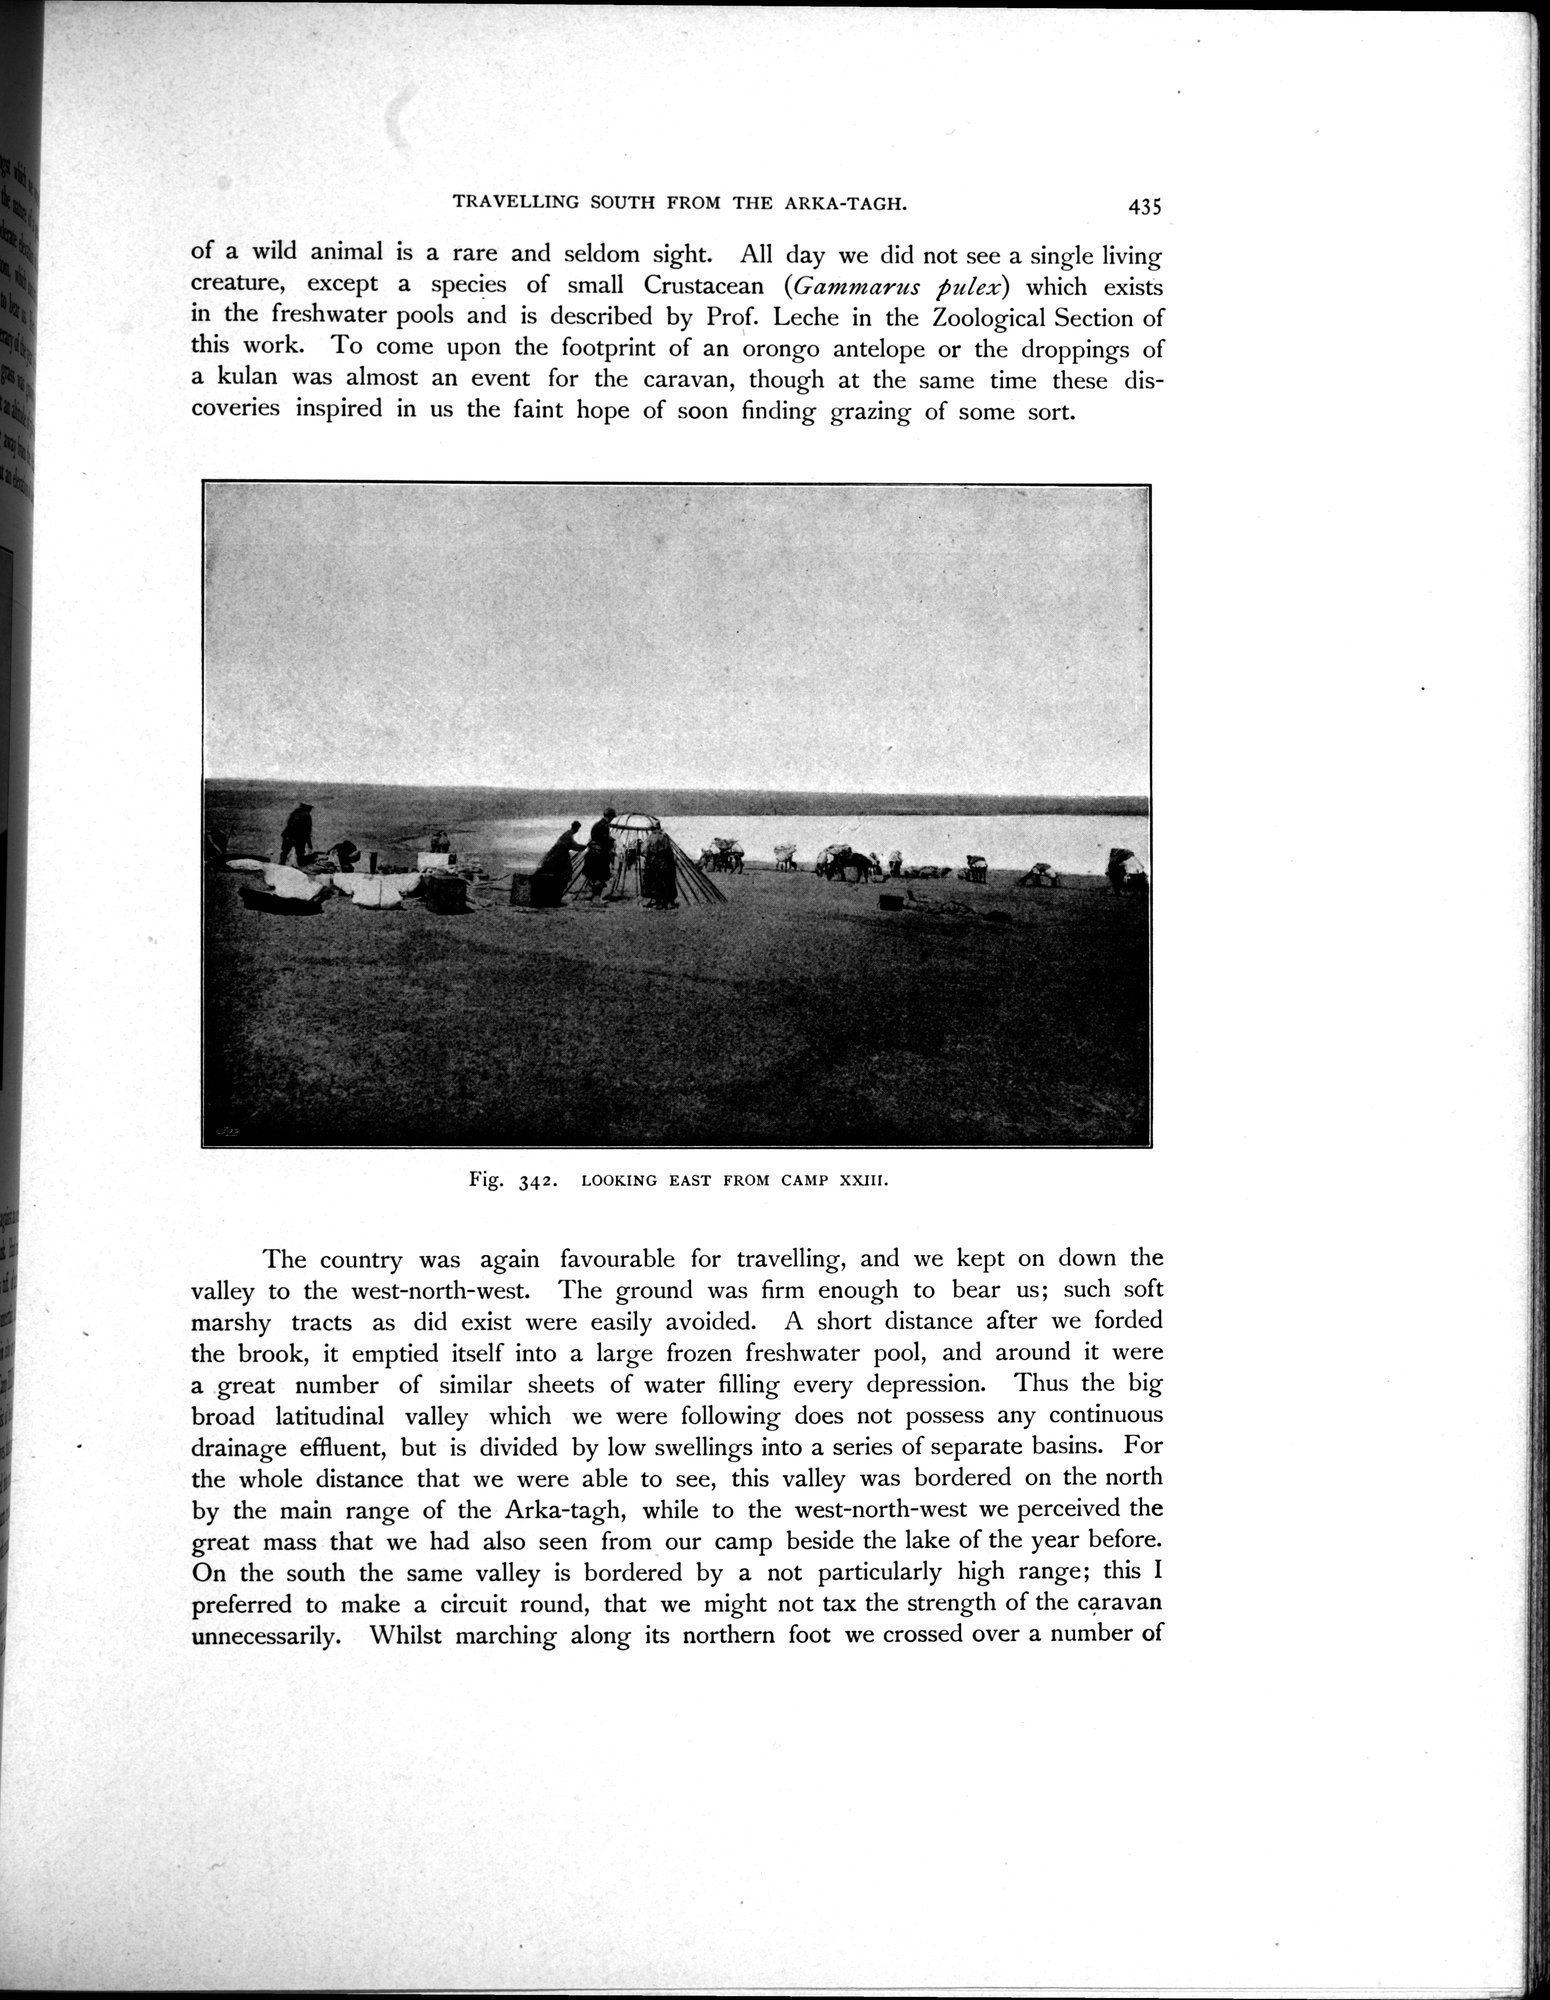 TRAVELLING SOUTH FROM THE ARKA-TAGH. 435
of a wild animal is a rare and seldom sight. All day we did not see a single living
creature, except a species of small Crustacean (Gammarus pulex) which exists
in the freshwater pools and is described by Prof. Leche in the Zoological Section of
this work. To come upon the footprint of an orongo antelope or the droppings of
a kulan was almost an event for the caravan, though at the same time these dis-
coveries inspired in us the faint hope of soon finding grazing of some sort.
Fig. 342. LOOKING EAST FROM CAMP XXIII.
The country was again favourable for travelling, and we kept on down the
valley to the west-north-west. The ground was firm enough to bear us; such soft
marshy tracts as did exist were easily avoided. A short distance after we forded
the brook, it emptied itself into a large frozen freshwater pool, and around it were
a great number of similar sheets of water filling every depression. Thus the big
broad latitudinal valley which we were following does not possess any continuous
drainage effluent, but is divided by low swellings into a series of separate basins. For
the whole distance that we were able to see, this valley was bordered on the north
by the main range of the Arka-tagh, while to the west-north-west we perceived the
great mass that we had also seen from our camp beside the lake of the year before.
On the south the same valley is bordered by a not particularly high range; this I
preferred to make a circuit round, that we might not tax the strength of the caravan
unnecessarily. Whilst marching along its northern foot we crossed over a number of